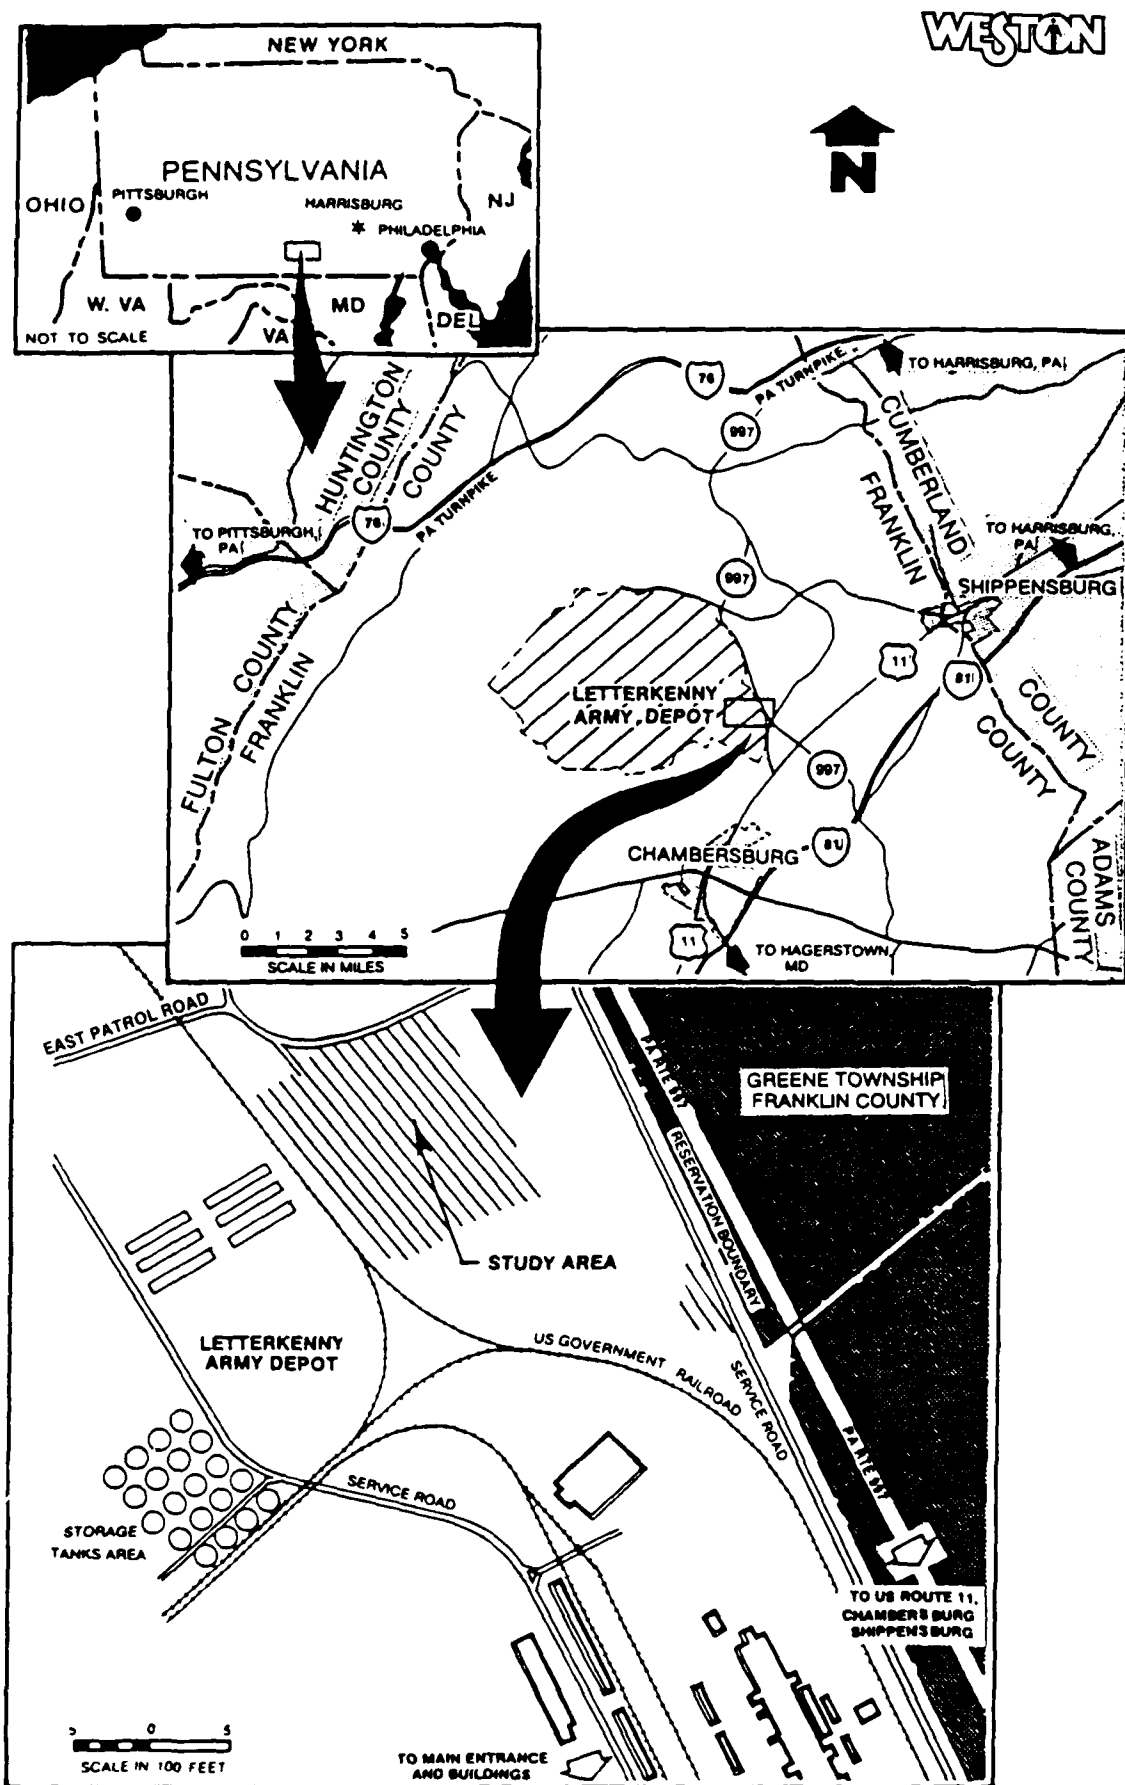 WESTON
N
NEW YORK
PENNSYLVANIA
OHIO
PITTSBURGH
HARRISBURG
NJ
PHILADELPHIA
W. VA
MD
DEL
VA
NOT TO SCALE
76
PA TURNPIKE
TO HARRISBURG, PA
997
HUNTINGTON
COUNTY
COUNTY
CUMBERLAND
FRANKLIN
76
PA TURNPIKE
TO PITTSBURGH,
PA
TO HARRISBURG,
PA
997
SHIPPENSBURG
FULTON COUNTY
FRANKLIN
11
81
LETTERKENNY
ARMY DEPOT
COUNTY
COUNTY
997
CHAMBERSBURG
81
ADAMS
COUNTY
11
TO HAGERSTOWN,
MD
0 1 2 3 4 5
SCALE IN MILES
EAST PATROL ROAD
PA RTE 997
GREENE TOWNSHIP
FRANKLIN COUNTY
RESERVATION BOUNDARY
STUDY AREA
LETTERKENNY
ARMY DEPOT
US GOVERNMENT RAILROAD
SERVICE ROAD
PA RTE 997
SERVICE ROAD
STORAGE
TANKS AREA
TO US ROUTE 11,
CHAMBERSBURG
SHIPPENSBURG
5 0 5
SCALE IN 100 FEET
TO MAIN ENTRANCE
AND BUILDINGS